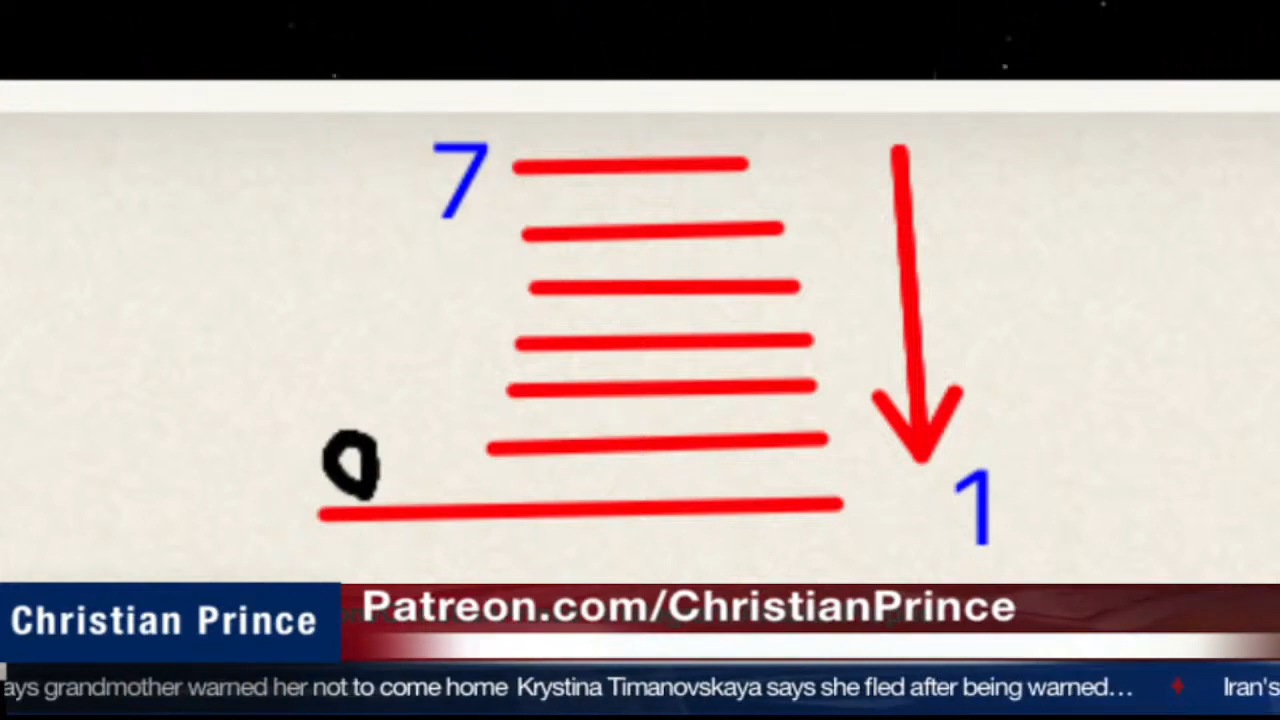 7
1
Christian Prince
Patreon.com/ChristianPrince
ays grandmother warned her not to come home Krystina Timanovskaya says she fled after being warned... Iran's